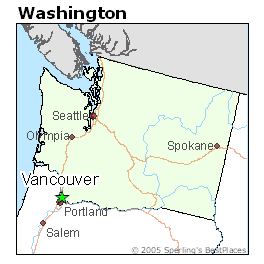 Washington
Seattle
Olympia
Spokane
Vancouver
Portland
Salem
© 2005 Sperling's BestPlaces